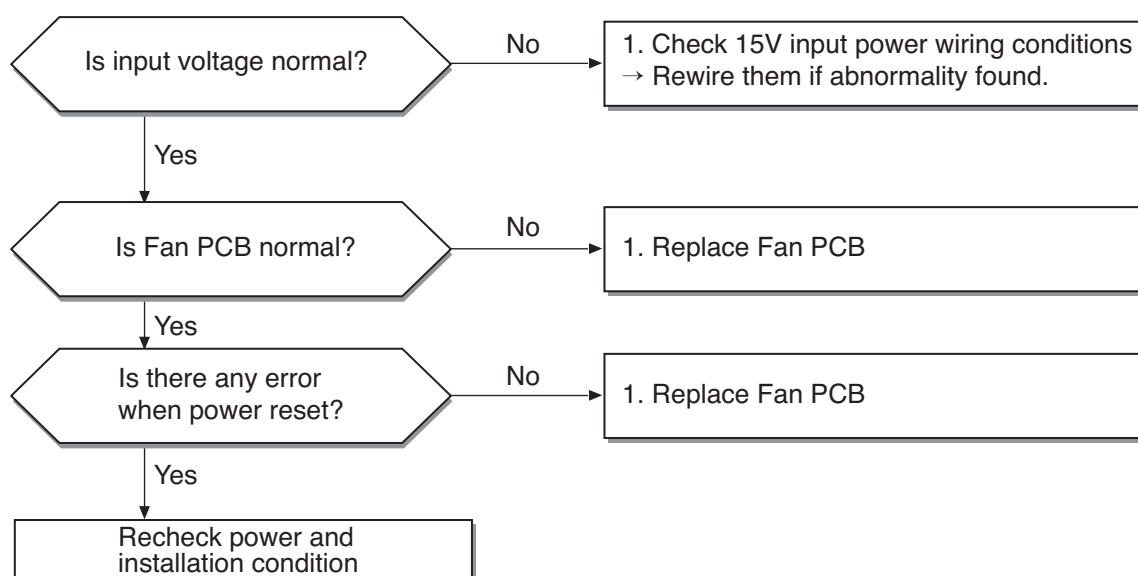 Is input voltage normal?
No
1. Check 15V input power wiring conditions
→ Rewire them if abnormality found.
Yes
Is Fan PCB normal?
No
1. Replace Fan PCB
Yes
Is there any error
when power reset?
No
1. Replace Fan PCB
Yes
Recheck power and
installation condition